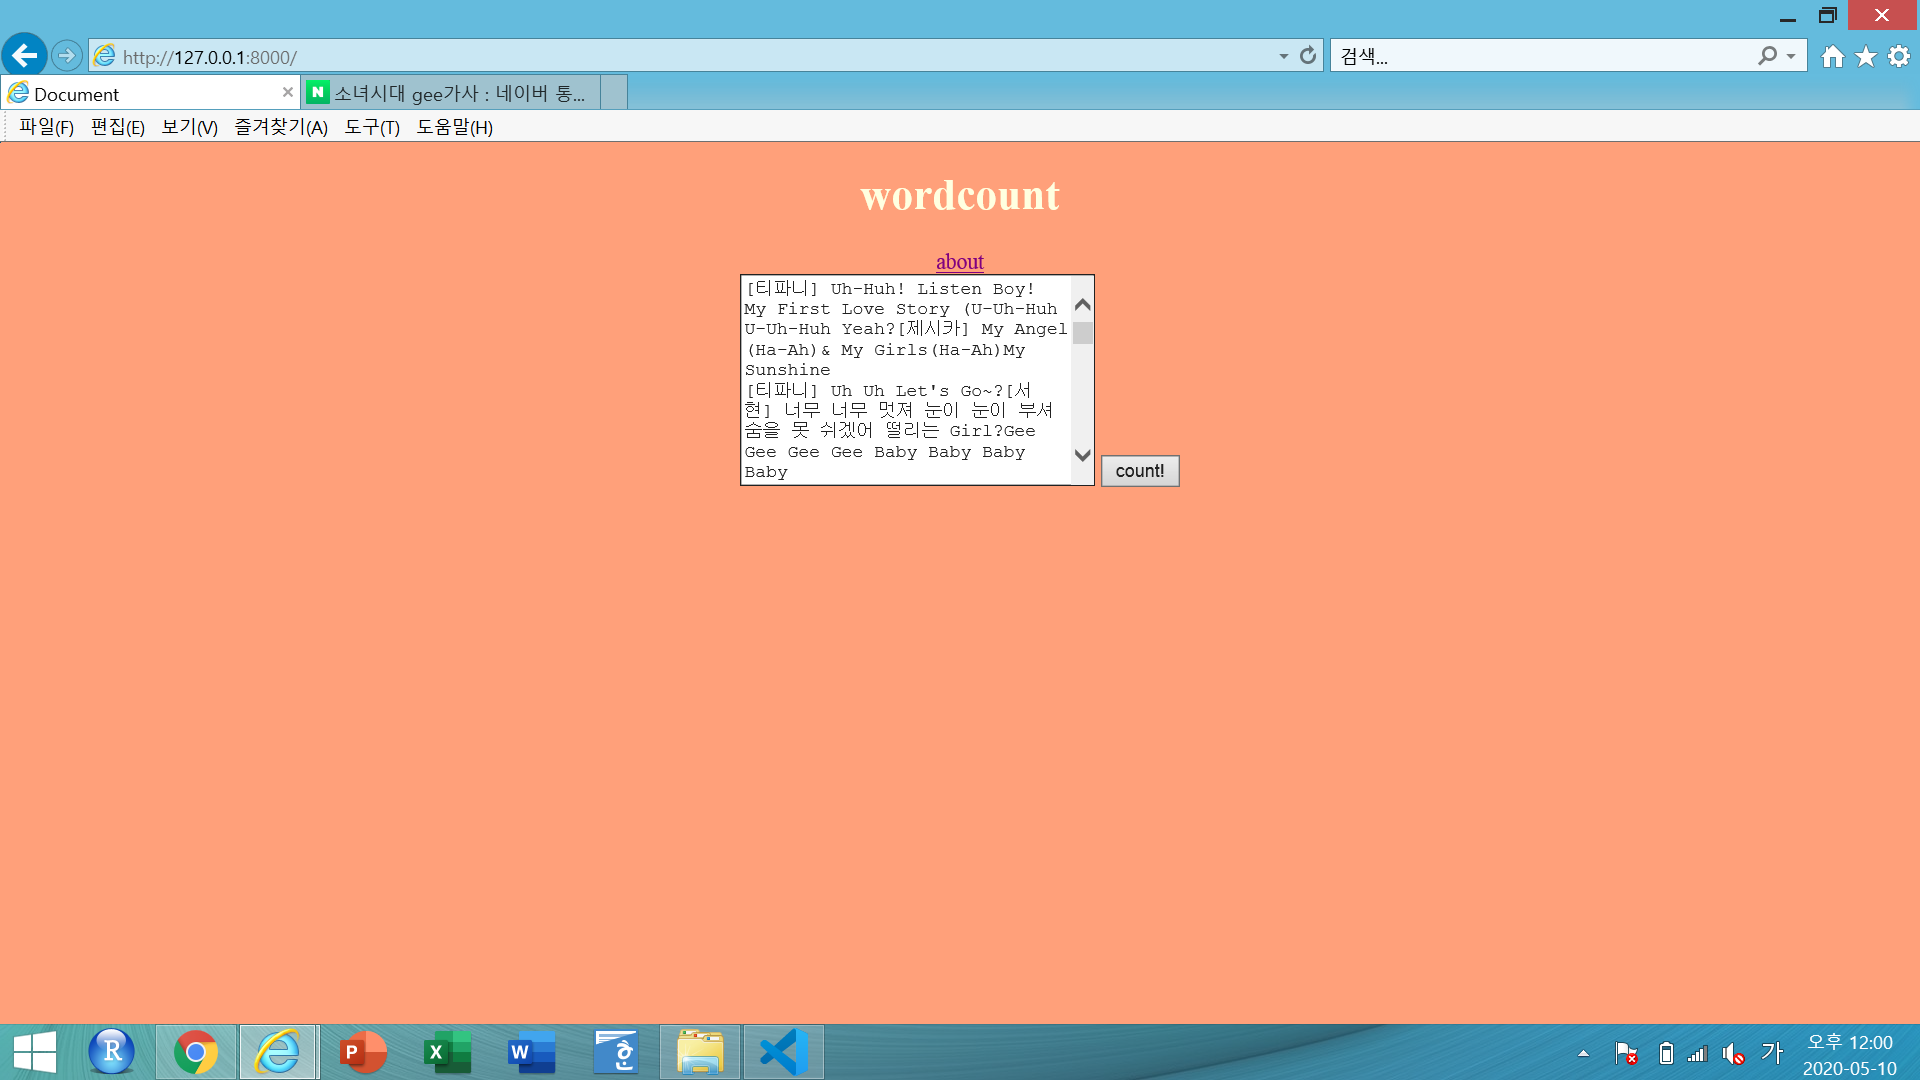 http://127.0.0.1:8000/
검색...
Document
소녀시대 gee가사 : 네이버 통...
파일(F) 편집(E) 보기(V) 즐겨찾기(A) 도구(T) 도움말(H)
wordcount
about
[티파니] Uh-Huh! Listen Boy!
My First Love Story (U-Uh-Huh
U-Uh-Huh Yeah?[제시카] My Angel
(Ha-Ah)& My Girls(Ha-Ah)My
Sunshine
[티파니] Uh Uh Let's Go~?[서
현] 너무 너무 멋져 눈이 눈이 부셔
숨을 못 쉬겠어 떨리는 Girl?Gee
Gee Gee Gee Baby Baby Baby
Baby
count!
가
오후 12:00
2020-05-10